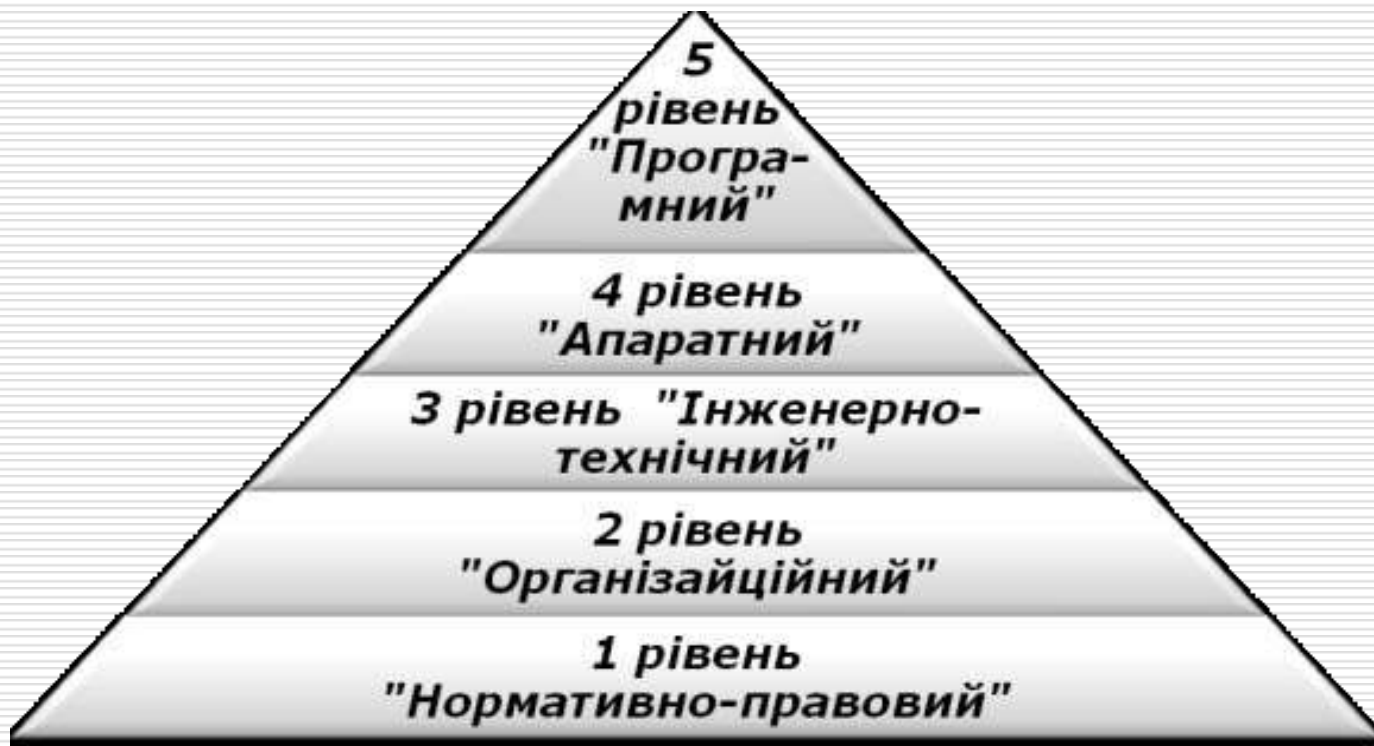 5
рівень
"Програ-
мний"
4 рівень
"Апаратний"
3 рівень "Інженерно-
технічний"
2 рівень
"Організайційний"
1 рівень
"Нормативно-правовий"